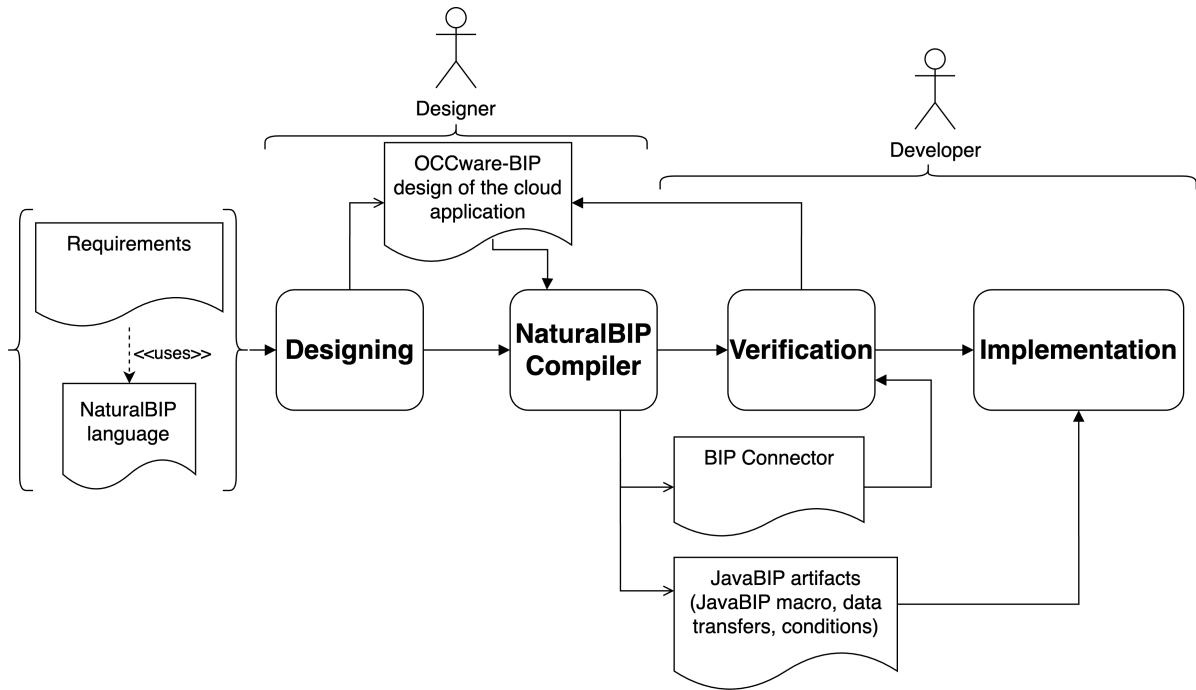 Designer
Developer
OCCware-BIP
design of the cloud
application
Requirements
<<uses>>
NaturalBIP
language
Designing
NaturalBIP
Compiler
Verification
Implementation
BIP Connector
JavaBIP artifacts
(JavaBIP macro, data
transfers, conditions)